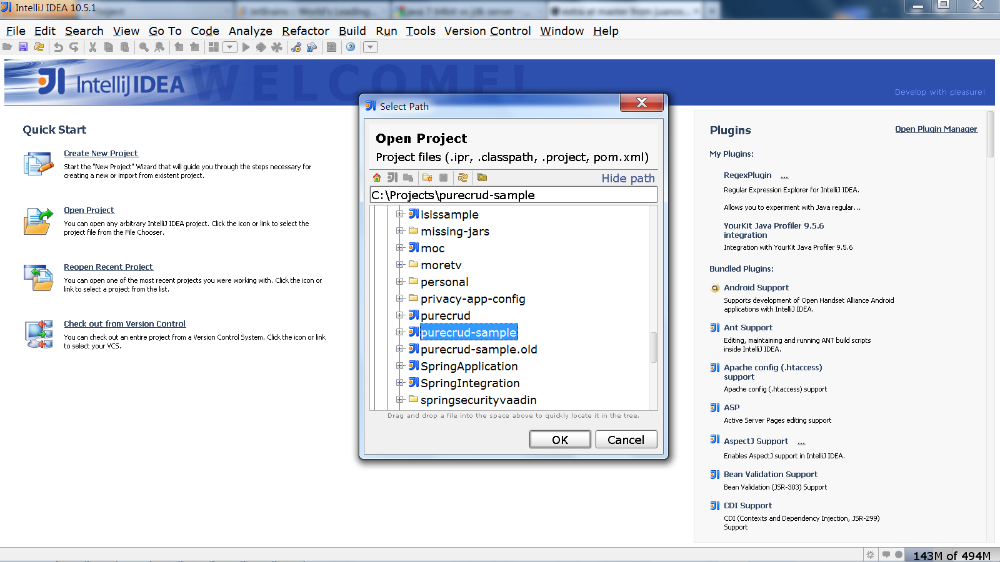 IntelliJ IDEA 10.5.1
File Edit Search View Go To Code Analyze Refactor Build Run Tools Version Control Window Help
IntelliJIDEA
WELCOME!
Develop with pleasure!
Quick Start
Create New Project
Start the "New Project" Wizard that will guide you through the steps necessary for
creating a new or import from existent project.
Open Project
You can open any arbitrary IntelliJ IDEA project. Click the icon or link to select the
project file from the File Chooser.
Reopen Recent Project
You can open one of the most recent projects you were working with. Click the icon or
link to select a project from the list.
Check out from Version Control
You can check out an entire project from a Version Control System. Click the icon or link
to select your VCS.
Select Path
Open Project
Project files (.ipr, .classpath, .project, pom.xml)
Hide path
C:\Projects\purecrud-sample
isissample
missing-jars
moc
moretv
personal
privacy-app-config
purecrud
purecrud-sample
purecrud-sample.old
SpringApplication
SpringIntegration
springsecurityvaadin
Drag and drop a file into the space above to quickly locate it in the tree.
OK
Cancel
Plugins
Open Plugin Manager
My Plugins:
RegexPlugin ...
Regular Expression Explorer for IntelliJ IDEA.
Allows you to experiment with Java regular...
YourKit Java Profiler 9.5.6
integration
Integration with YourKit Java Profiler 9.5.6
Bundled Plugins:
Android Support
Supports development of Open Handset Alliance Android
applications with IntelliJ IDEA.
Ant Support
Editing, maintaining and running ANT build scripts
inside IntelliJ IDEA.
Apache config (.htaccess)
support
Apache config (.htaccess) support
ASP
Active Server Pages editing support
AspectJ Support ...
Enables AspectJ support in IntelliJ IDEA.
Bean Validation Support
Bean Validation (JSR-303) Support
CDI Support
CDI (Contexts and Dependency Injection, JSR-299)
Support
143M of 494M